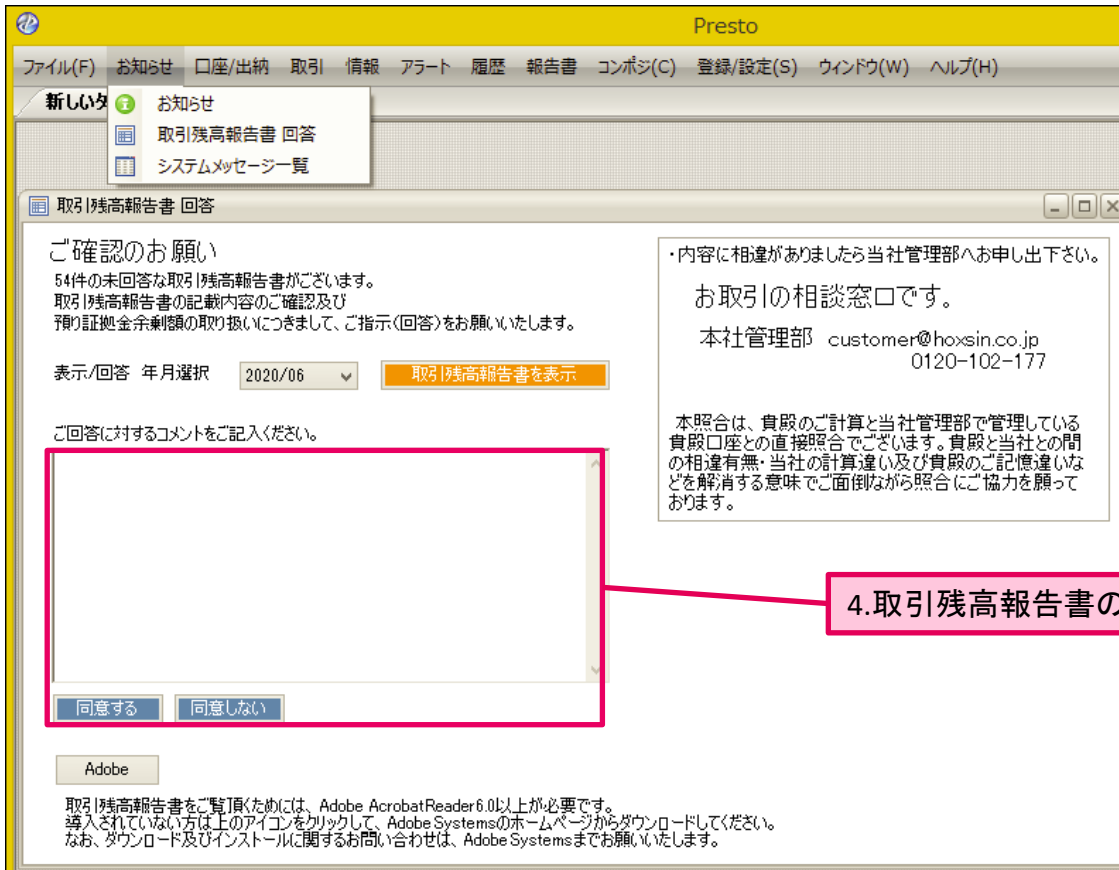 Presto
ファイル(F) お知らせ 口座/出納 取引 情報 アラート 履歴 報告書 コンポジ(C) 登録/設定(S) ウィンドウ(W) ヘルプ(H)
新しいタ
お知らせ
取引残高報告書 回答
システムメッセージ一覧
取引残高報告書 回答
ご確認のお願い
54件の未回答な取引残高報告書がございます。
取引残高報告書の記載内容のご確認及び
預り証拠金余剰額の取り扱いにつきまして、ご指示(回答)をお願いいたします。
表示/回答 年月選択 2020/06 取引残高報告書を表示
ご回答に対するコメントをご記入ください。
同意する 同意しない
・内容に相違がありましたら当社管理部へお申し出下さい。
お取引の相談窓口です。
本社管理部 customer@hoxsin.co.jp
0120-102-177
本照合は、貴殿のご計算と当社管理部で管理している
貴殿口座との直接照合でございます。貴殿と当社との間
の相違有無・当社の計算違い及び貴殿のご記憶違いな
どを解消する意味でご面倒ながら照合にご協力を願って
おります。
4.取引残高報告書の
Adobe
取引残高報告書をご覧頂くためには、Adobe AcrobatReader6.0以上が必要です。
導入されていない方は上のアイコンをクリックして、AdobeSystemsのホームページからダウンロードしてください。
なお、ダウンロード及びインストールに関するお問い合わせは、AdobeSystemsまでお願いいたします。